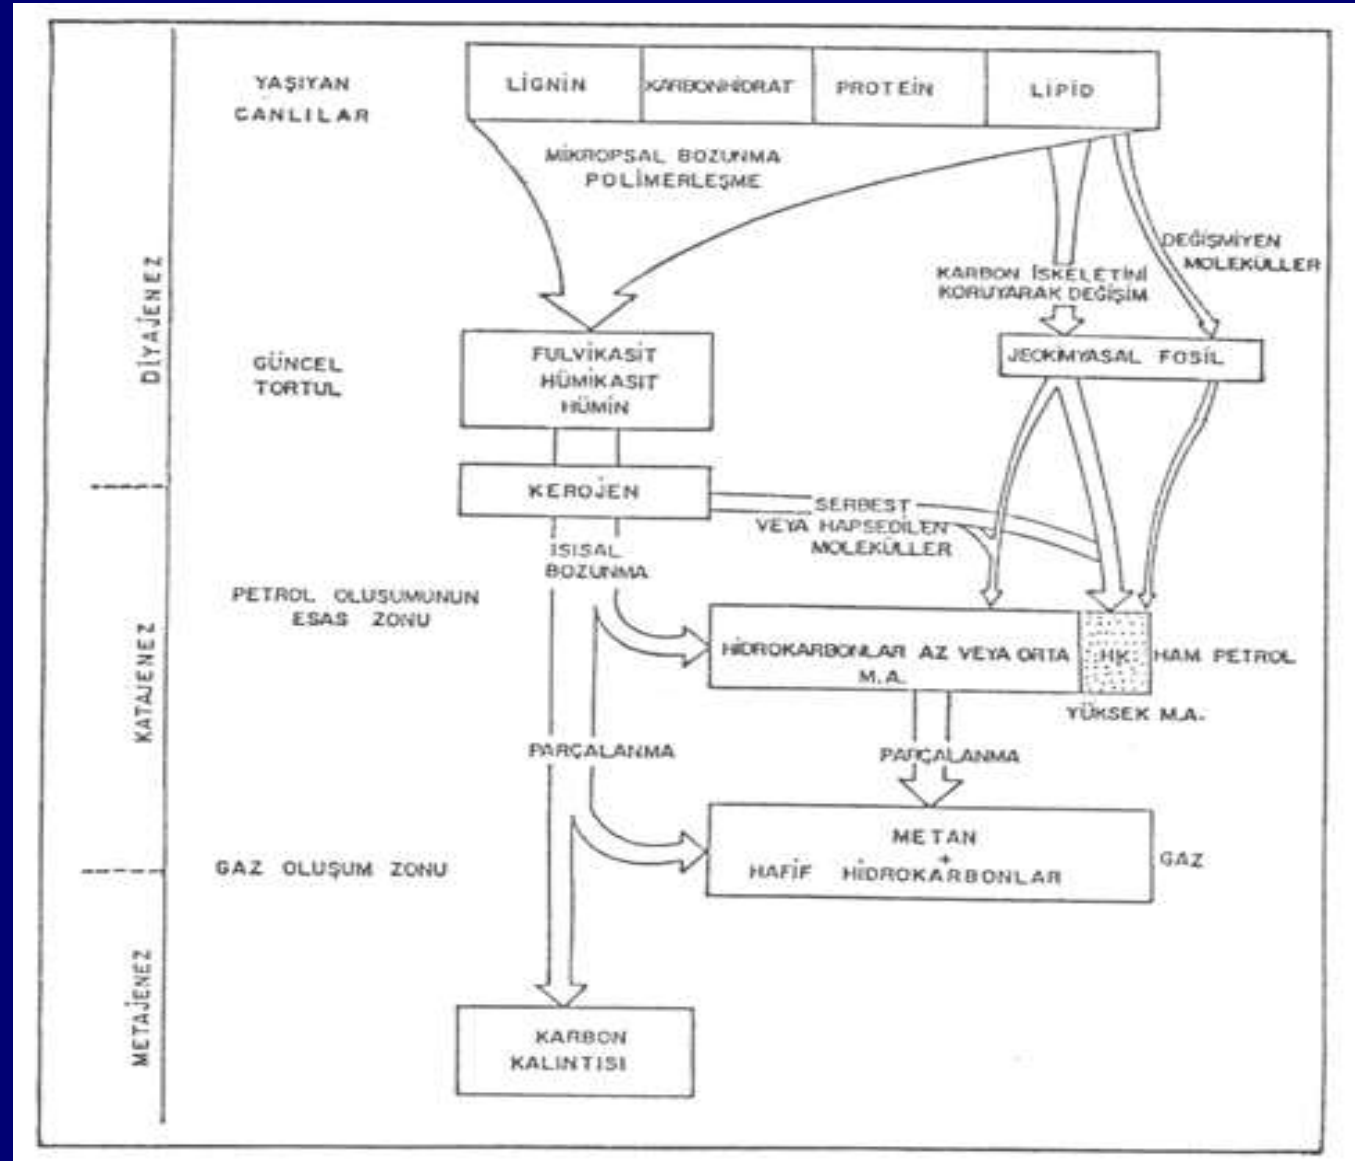 YAŞIYAN
CANLILAR
LİGNİN
KARBONHİDRAT
PROTEİN
LİPİD
MİKROPSAL BOZUNMA
POLİMERLEŞME
DEĞİŞMİYEN
MOLEKÜLLER
KARBON İSKELETİNİ
KORUYARAK DEĞİŞİM
DİYAJENEZ
GÜNCEL
TORTUL
FULVİKASİT
HÜMİKASİT
HÜMİN
JEOKİMYASAL FOSİL
KEROJEN
SERBEST
VEYA HAPSEDİLEN
MOLEKÜLLER
ISISAL
BOZUNMA
PETROL OLUŞUMUNUN
ESAS ZONU
KATAJENEZ
HİDROKARBONLAR AZ VEYA ORTA
M.A.
HK
HAM PETROL
YÜKSEK M.A.
PARÇALANMA
PARÇALANMA
METAN
+
HAFİF HİDROKARBONLAR
GAZ
GAZ OLUŞUM ZONU
METAJENEZ
KARBON
KALINTISI